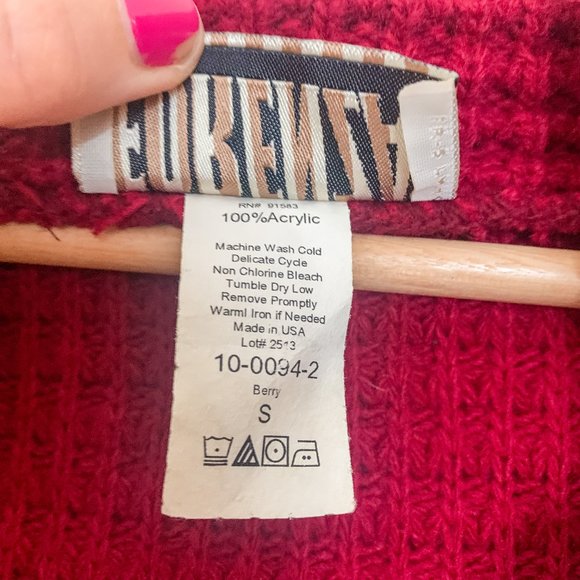 RN# 91583
100%Acrylic
Machine Wash Cold
Delicate Cycle
Non Chlorine Bleach
Tumble Dry Low
Remove Promptly
Warml Iron if Needed
Made in USA
Lot# 2513
10-0094-2
Berry
S